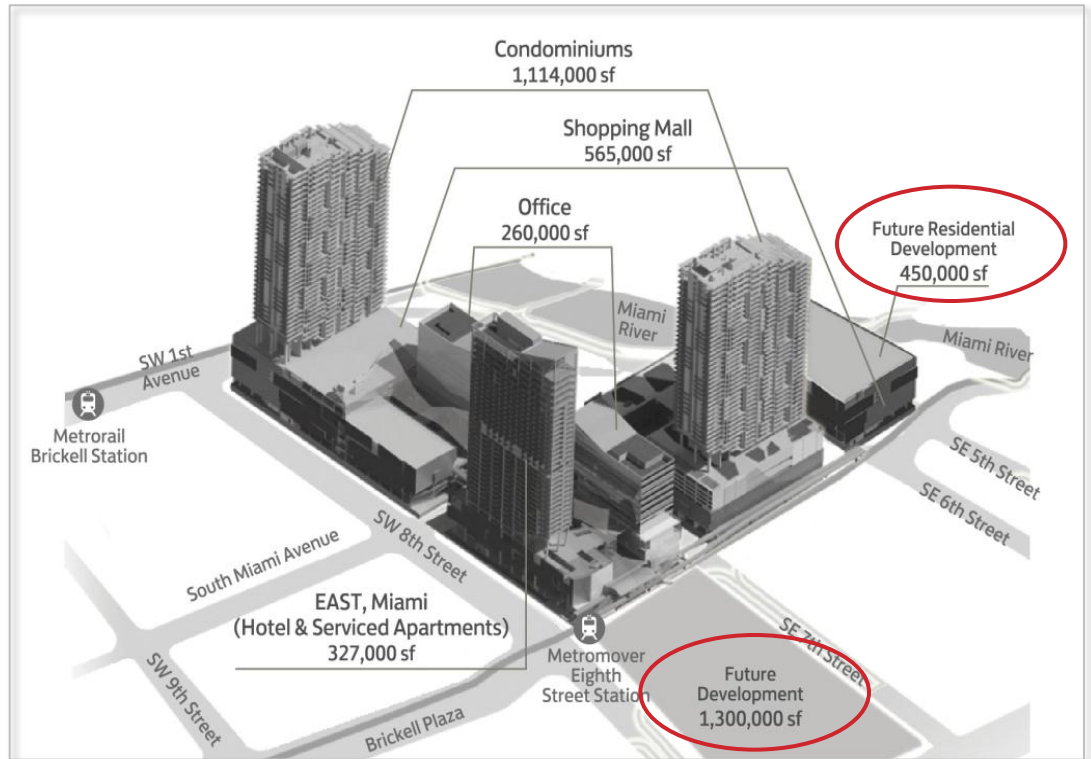 Condominiums
1,114,000 sf
Shopping Mall
565,000 sf
Office
260,000 sf
Future Residential
Development
450,000 sf
Miami
River
Miami River
SW 1st
Avenue
Metrorail
Brickell Station
SE 5th Street
SE 6th Street
SW 8th Street
South Miami Avenue
EAST, Miami
(Hotel & Serviced Apartments)
327,000 sf
SW 9th Street
Metromover
Eighth
Street Station
SE 7th Street
Future
Development
1,300,000 sf
Brickell Plaza